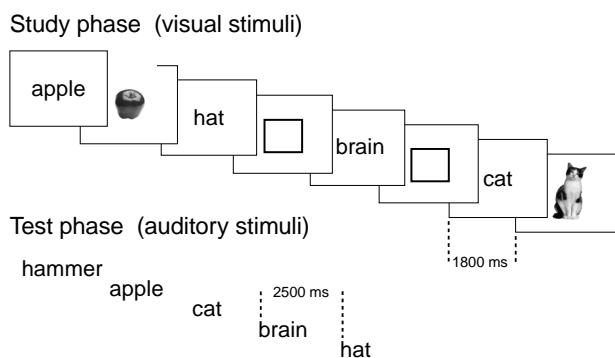 Study phase (visual stimuli)
apple
hat
brain
cat
1800 ms
Test phase (auditory stimuli)
hammer
apple
cat
2500 ms
brain
hat